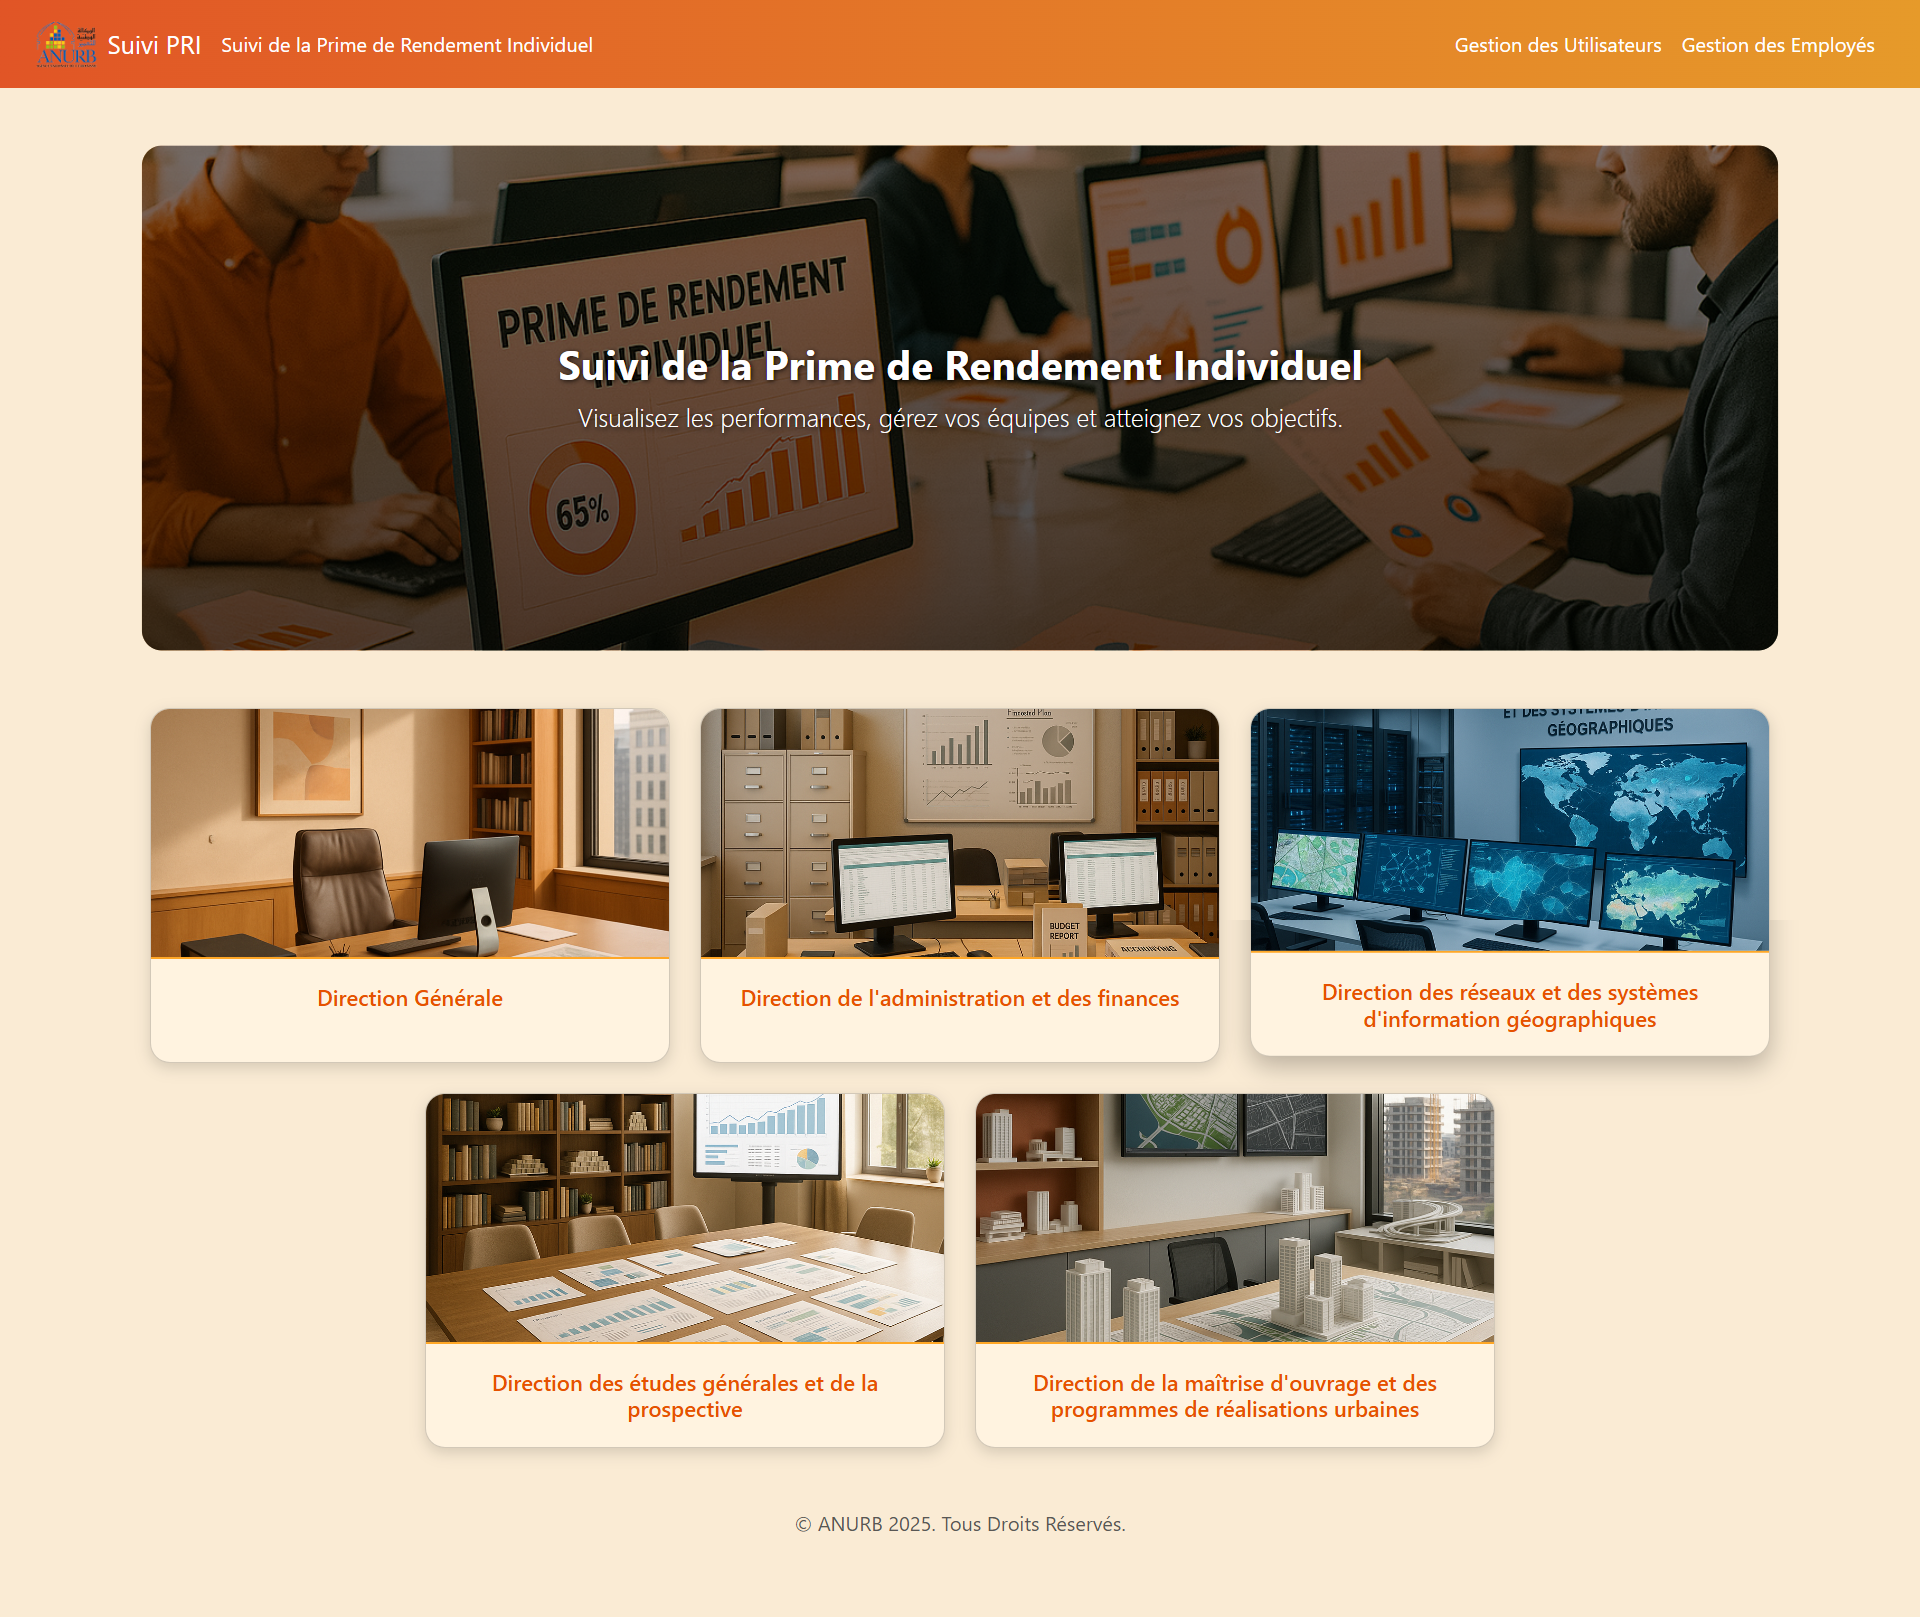 ANURB
Suivi PRI
Suivi de la Prime de Rendement Individuel
Gestion des Utilisateurs
Gestion des Employés
PRIME DE RENDEMENT
INDIVIDUEL
Suivi de la Prime de Rendement Individuel
Visualisez les performances, gérez vos équipes et atteignez vos objectifs.
65%
BUDGET
REPORT
GÉOGRAPHIQUES
Direction Générale
Direction de l'administration et des finances
Direction des réseaux et des systèmes
d'information géographiques
Direction des études générales et de la
prospective
Direction de la maîtrise d'ouvrage et des
programmes de réalisations urbaines
© ANURB 2025. Tous Droits Réservés.